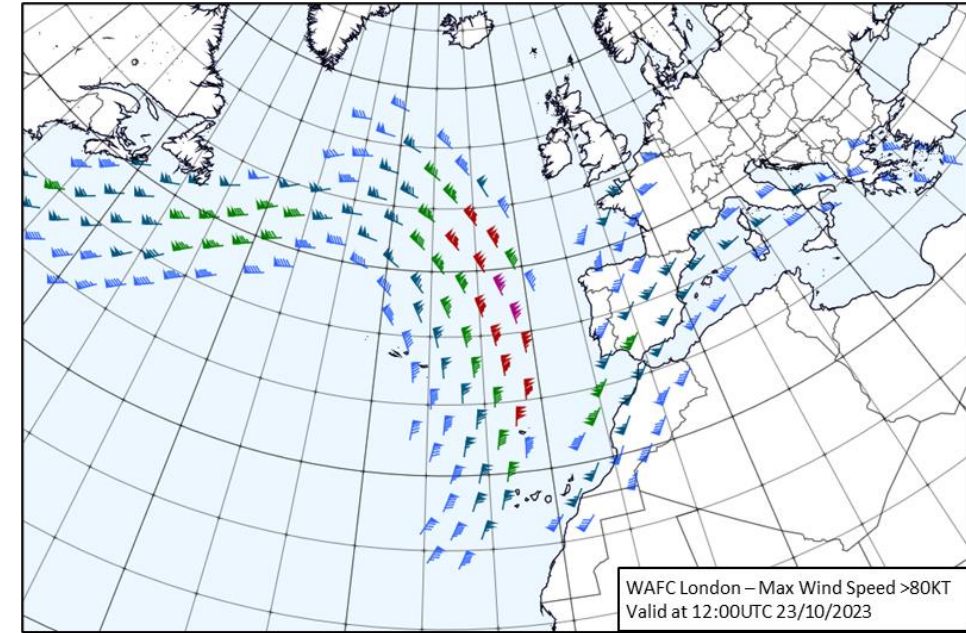 WAFC London – Max Wind Speed >80KT
Valid at 12:00UTC 23/10/2023